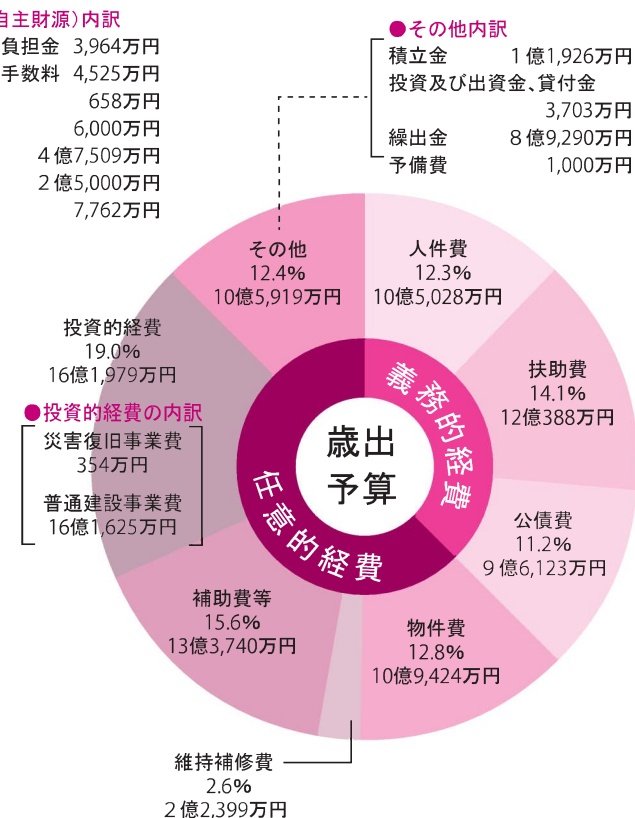 自主財源）内訳
負担金 3,964万円
手数料 4,525万円
658万円
6,000万円
4億7,509万円
2億5,000万円
7,762万円
●その他内訳
積立金 1億1,926万円
投資及び出資金、貸付金
3,703万円
繰出金 8億9,290万円
予備費 1,000万円
その他
12.4%
10億5,919万円
人件費
12.3%
10億5,028万円
扶助費
14.1%
12億388万円
公債費
11.2%
9億6,123万円
物件費
12.8%
10億9,424万円
維持補修費
2.6%
2億2,399万円
補助費等
15.6%
13億3,740万円
投資的経費
19.0%
16億1,979万円
●投資的経費の内訳
災害復旧事業費
354万円
普通建設事業費
16億1,625万円
義務的経費
任意的経費
歳出
予算